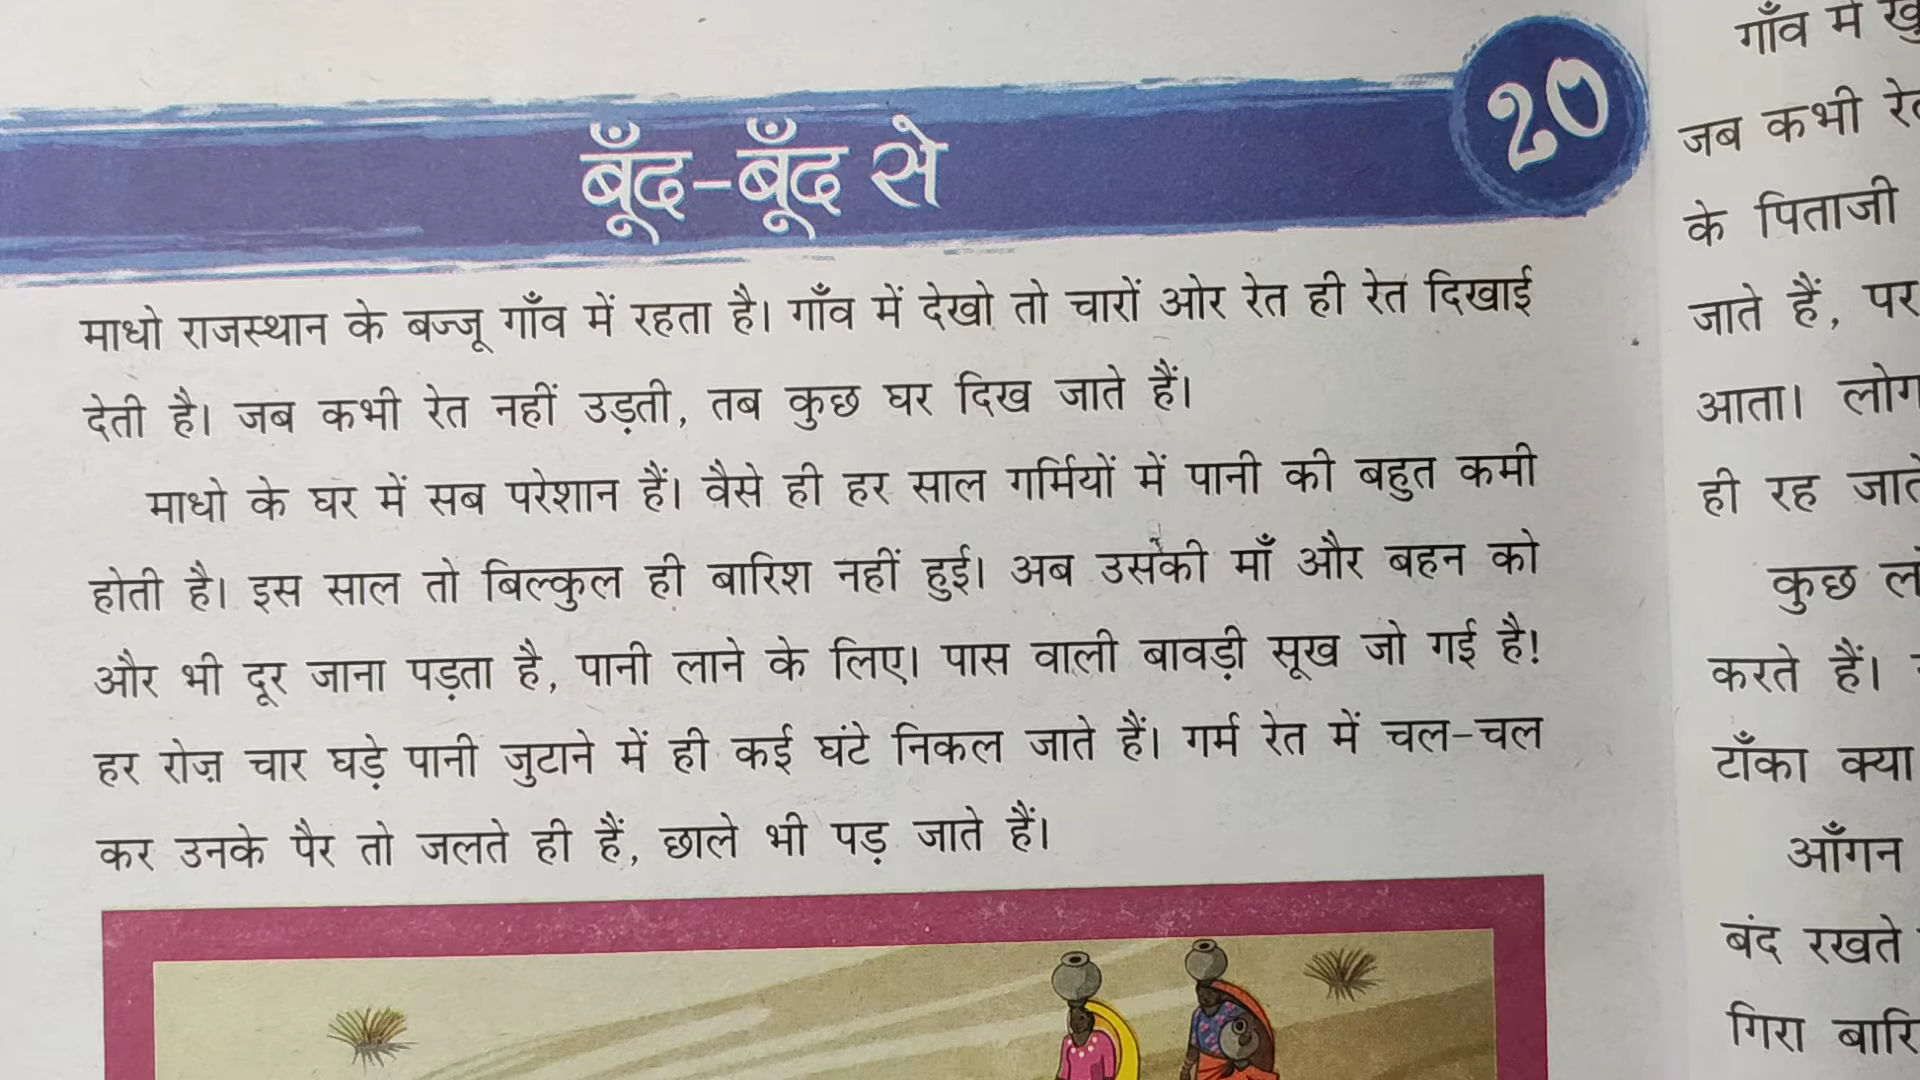 बूँद-बूँद से
20
माधो राजस्थान के बज्जू गाँव में रहता है। गाँव में देखो तो चारों ओर रेत ही रेत दिखाई
देती है। जब कभी रेत नहीं उड़ती, तब कुछ घर दिख जाते हैं।
माधो के घर में सब परेशान हैं। वैसे ही हर साल गर्मियों में पानी की बहुत कमी
होती है। इस साल तो बिल्कुल ही बारिश नहीं हुई। अब उसकी माँ और बहन को
और भी दूर जाना पड़ता है, पानी लाने के लिए। पास वाली बावड़ी सूख जो गई है!
हर रोज़ चार घड़े पानी जुटाने में ही कई घंटे निकल जाते हैं। गर्म रेत में चल-चल
कर उनके पैर तो जलते ही हैं, छाले भी पड़ जाते हैं।
गाँव में
जब कभी
के पिताजी
जाते हैं, पर
आता। लोग
ही रह
कुछ
करते हैं।
टाँका क्या
आँगन
बंद रखते
गिरा